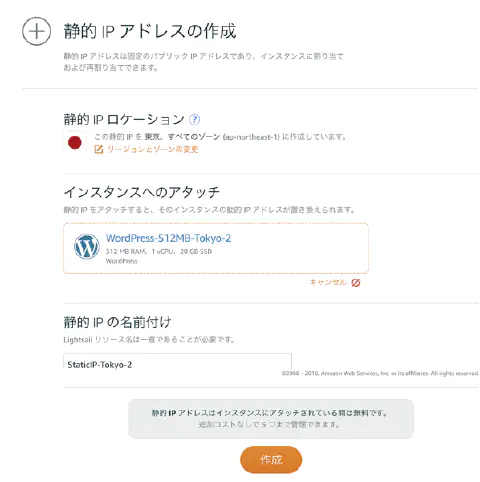 静的 IP アドレスの作成
静的 IP アドレスは固定のパブリック IP アドレスであり、インスタンスに割り当て
および再割り当てできます。
静的 IP ロケーション ?
この静的 IP を 東京、すべてのゾーン (ap-northeast-1) に作成しています。
リージョンとゾーンの変更
インスタンスへのアタッチ
静的 IP をアタッチすると、そのインスタンスの動的 IP アドレスが置き換えられます。
WordPress-512MB-Tokyo-2
512 MB RAM、1 vCPU、20 GB SSD
WordPress
キャンセル
静的 IP の名前付け
Lightsail リソース名は一意であることが必要です。
StaticIP-Tokyo-2
©2008 - 2018, Amazon Web Services, Inc. or its affiliates. All rights reserved.
静的 IP アドレスはインスタンスにアタッチされている間は無料です。
追加コストなしで 5 つまで管理できます。
作成